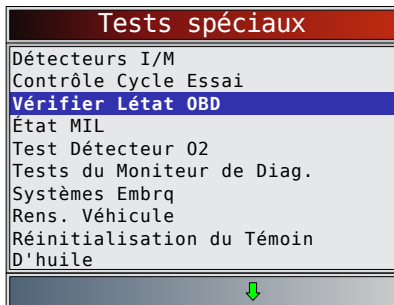 Tests spéciaux
Détecteurs I/M
Contrôle Cycle Essai
Vérifier Létat OBD
État MIL
Test Détecteur O2
Tests du Moniteur de Diag.
Systèmes Embrq
Rens. Véhicule
Réinitialisation du Témoin
D'huile